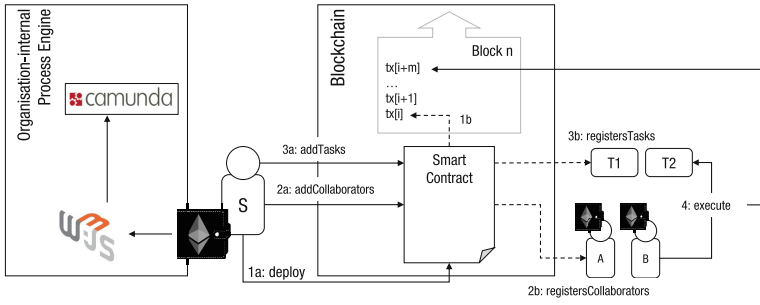 Organisation-internal
Process Engine
camunda
W3JS
S
3a: addTasks
2a: addCollaborators
1a: deploy
Blockchain
Block n
tx[i+m]
...
tx[i+1]
tx[i]
1b
Smart
Contract
3b: registersTasks
T1
T2
4: execute
A
B
2b: registersCollaborators